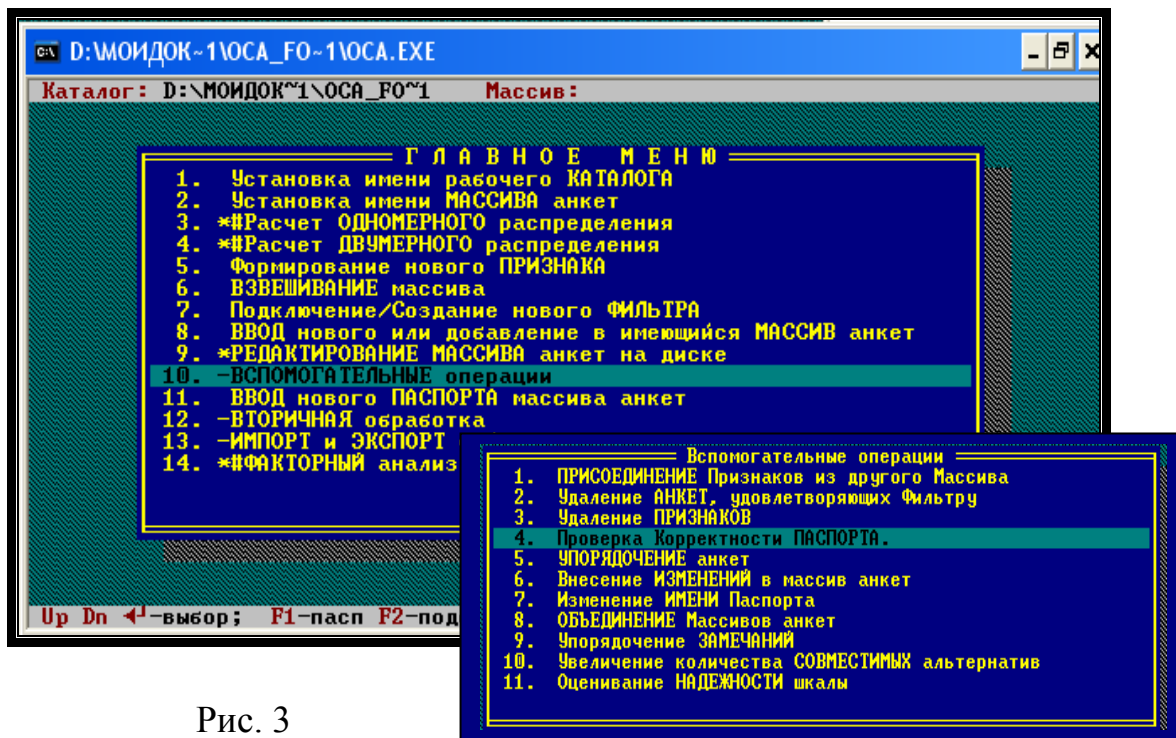 D:\МОИДОК~1\OCA_FO~1\OCA.EXE
Каталог: D:\МОИДОК~1\OCA_FO~1 Массив:
ГЛАВНОЕ МЕНЮ
1. Установка имени рабочего КАТАЛОГА
2. Установка имени МАССИВА анкет
3. *#Расчет ОДНОМЕРНОГО распределения
4. *#Расчет ДВУМЕРНОГО распределения
5. Формирование нового ПРИЗНАКА
6. ВЗВЕШИВАНИЕ массива
7. Подключение/Создание нового ФИЛЬТРА
8. ВВОД нового или добавление в имеющийся МАССИВ анкет
9. *РЕДАКТИРОВАНИЕ МАССИВА анкет на диске
10. -ВСПОМОГАТЕЛЬНЫЕ операции
11. ВВОД нового ПАСПОРТА массива анкет
12. -ВТОРИЧНАЯ обработка
13. -ИМПОРТ и ЭКСПОРТ
14. *#ФАКТОРНЫЙ анализ
Up Dn ◄┘-выбор; F1-пасп F2-под
Вспомогательные операции
1. ПРИСОЕДИНЕНИЕ Признаков из другого Массива
2. Удаление АНКЕТ, удовлетворяющих Фильтру
3. Удаление ПРИЗНАКОВ
4. Проверка Корректности ПАСПОРТА.
5. УПОРЯДОЧЕНИЕ анкет
6. Внесение ИЗМЕНЕНИЙ в массив анкет
7. Изменение ИМЕНИ Паспорта
8. ОБЪЕДИНЕНИЕ Массивов анкет
9. Упорядочение ЗАМЕЧАНИЙ
10. Увеличение количества СОВМЕСТИМЫХ альтернатив
11. Оценивание НАДЕЖНОСТИ шкалы
Рис. 3